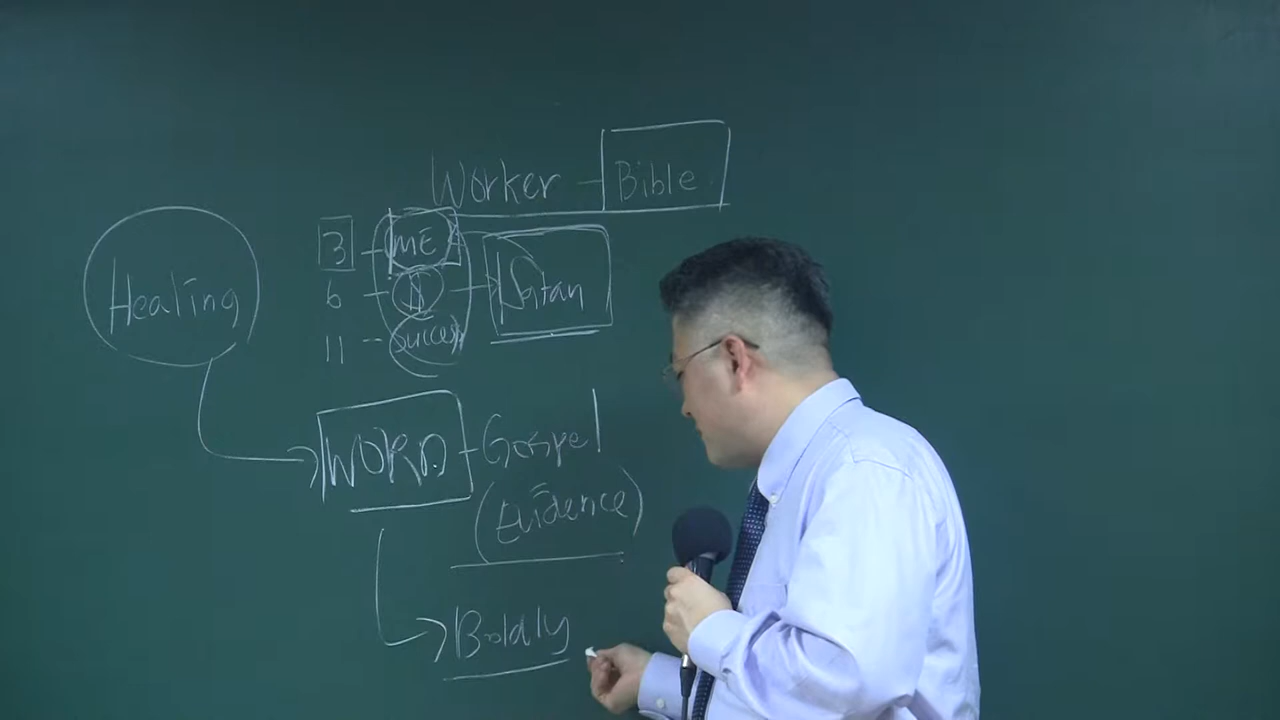 Worker - Bible
3 - ME
6 - $ - Satan
11 -- Success
Healing
WORD - Gospel
(Evidence)
Boldly